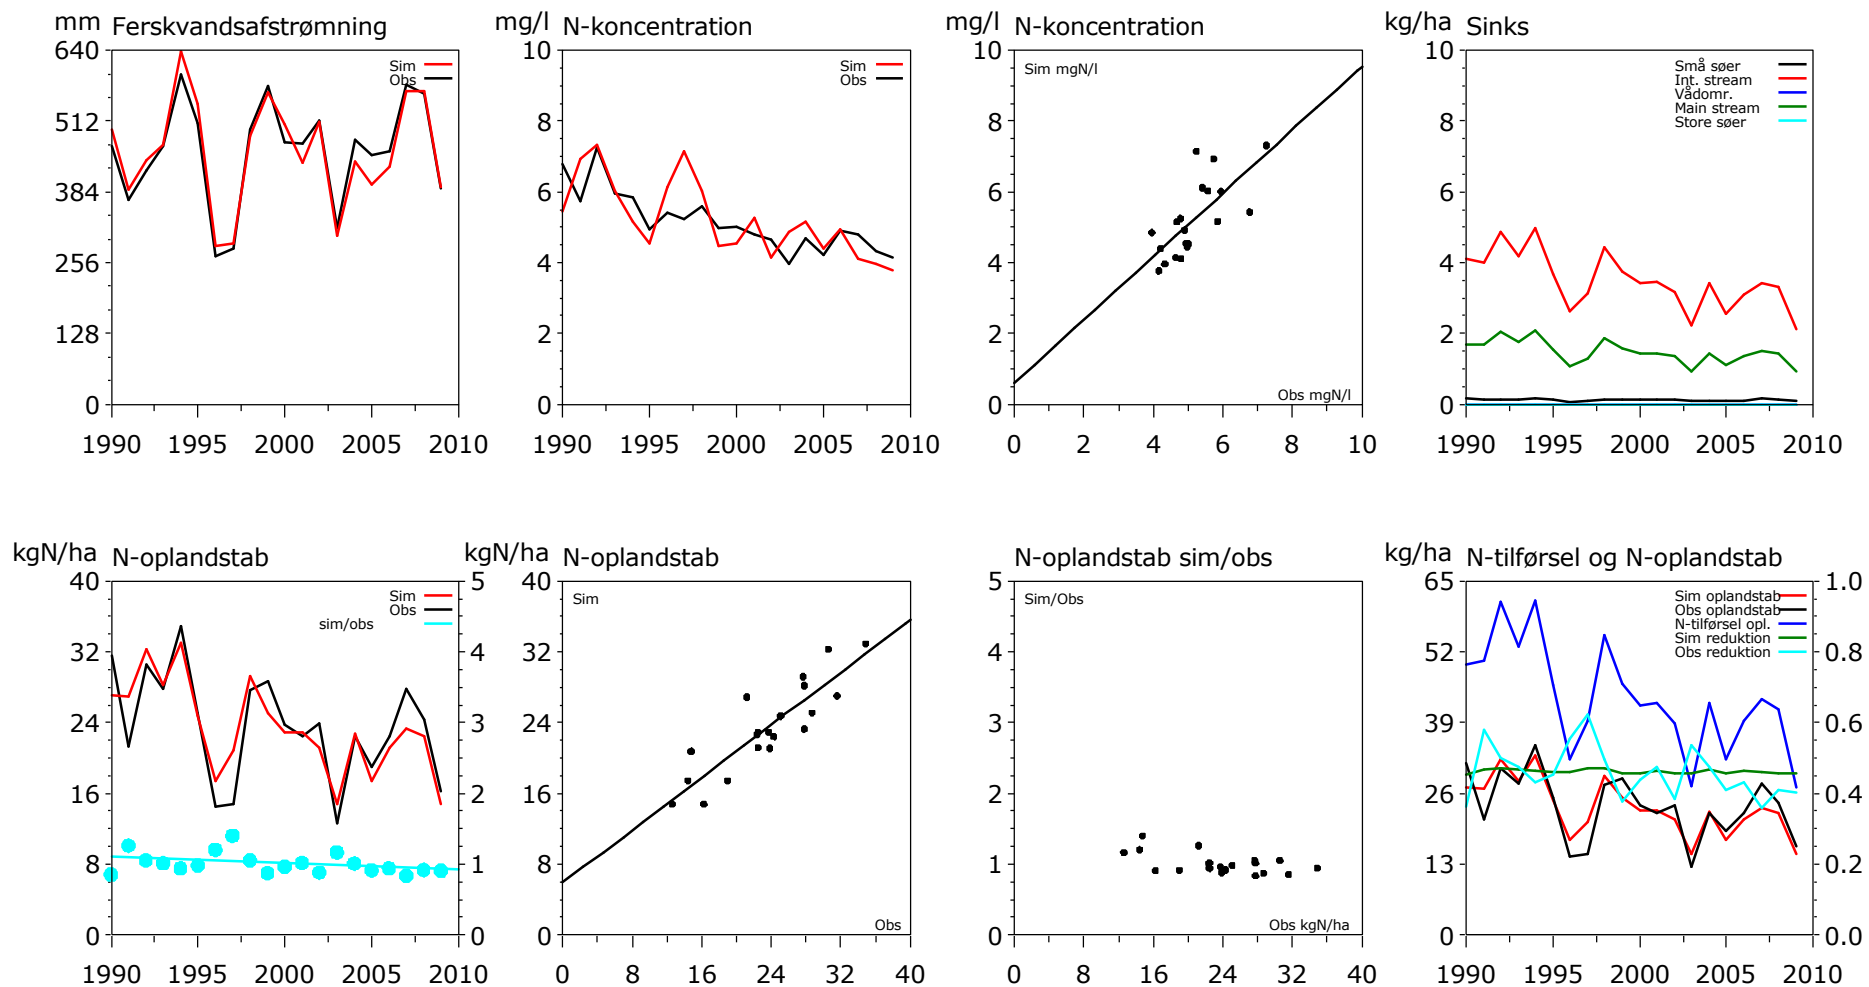 mm Ferskvandsafstrømning
640
512
384
256
128
0
1990 1995 2000 2005 2010
Sim
Obs
mg/l N-koncentration
10
8
6
4
2
0
1990 1995 2000 2005 2010
Sim
Obs
mg/l N-koncentration
10
8
6
4
2
0
0 4 6 8 10
Sim mgN/l
Obs mgN/l
kg/ha Sinks
10
8
6
4
2
0
1990 1995 2000 2005 2010
Små søer
Int. stream
Vådomr.
Main stream
Store søer
kgN/ha N-oplandstab
40
32
24
16
8
0
5
4
3
2
1
0
1990 1995 2000 2005 2010
Sim
Obs
sim/obs
kgN/ha N-oplandstab
0 16 24 32 40
Sim
Obs
N-oplandstab sim/obs
5
4
3
2
1
0
0 8 16 24 32 40
Sim/Obs
Obs kgN/ha
kg/ha N-tilførsel og N-oplandstab
65
52
39
26
13
0
1.0
0.8
0.6
0.4
0.2
0.0
1990 1995 2000 2005 2010
Sim oplandstab
Obs oplandstab
N-tilførsel opl.
Sim reduktion
Obs reduktion